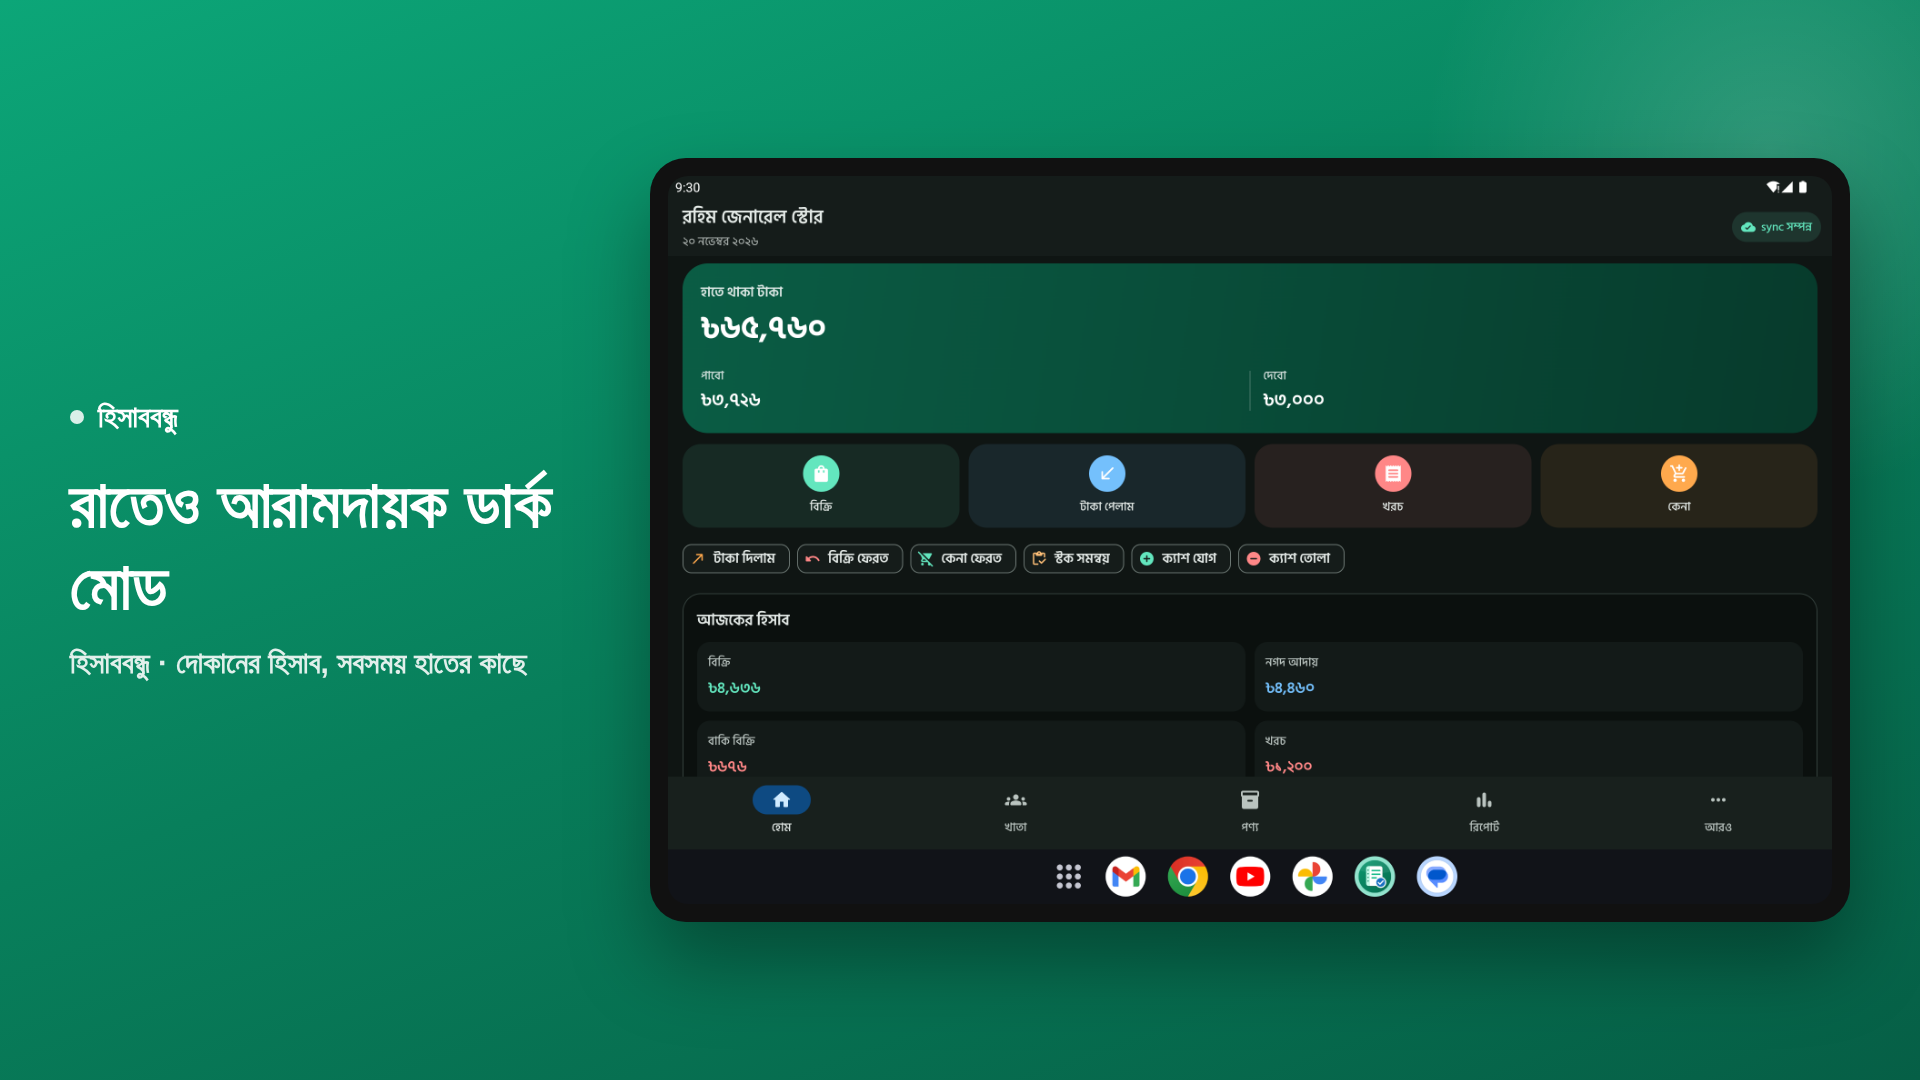 হিসাববন্ধু
রাতেও আরামদায়ক ডার্ক
মোড
হিসাববন্ধু · দোকানের হিসাব, সবসময় হাতের কাছে
9:30
রহিম জেনারেল স্টোর
২০ নভেম্বর ২০২৬
sync সম্পন্ন
হাতে থাকা টাকা
৳৬৫,৭৬০
পাবো
৳৩,৭২৬
দেবো
৳৩,০০০
বিক্রি
টাকা পেলাম
খরচ
কেনা
টাকা দিলাম
বিক্রি ফেরত
কেনা ফেরত
স্টক সমন্বয়
ক্যাশ যোগ
ক্যাশ তোলা
আজকের হিসাব
বিক্রি
৳৪,৬৩৬
নগদ আদায়
৳৪,৪৬০
বাকি বিক্রি
৳৬৭৬
খরচ
৳১,২০০
হোম
খাতা
পণ্য
রিপোর্ট
আরও